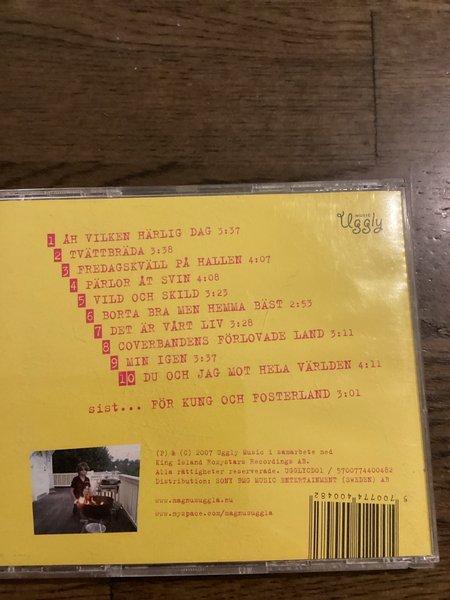 MUSIC
Uggly
1 ÅH VILKEN HÄRLIG DAG 3:37
2 TVÄTTBRÄDA 3:38
3 FREDAGSKVÄLL PÅ HALLEN 4:07
4 PÄRLOR ÅT SVIN 4:08
5 VILD OCH SKILD 3:23
6 BORTA BRA MEN HEMMA BÄST 2:53
7 DET ÄR VÅRT LIV 3:28
8 COVERBANDENS FÖRLOVADE LAND 3:11
9 MIN IGEN 3:37
10 DU OCH JAG MOT HELA VÄRLDEN 4:11
sist... FÖR KUNG OCH FOSTERLAND 3:01
(P) & (C) 2007 Uggly Music i samarbete med
King Island Roxystars Recordings AB.
Alla rättigheter reserverade. UGGLYCD01 / 5700774400482
Distribution: SONY BMG MUSIC ENTERTAINMENT (SWEDEN) AB
www.magnusuggla.nu
www.myspace.com/magnusuggla
5 700774 400482